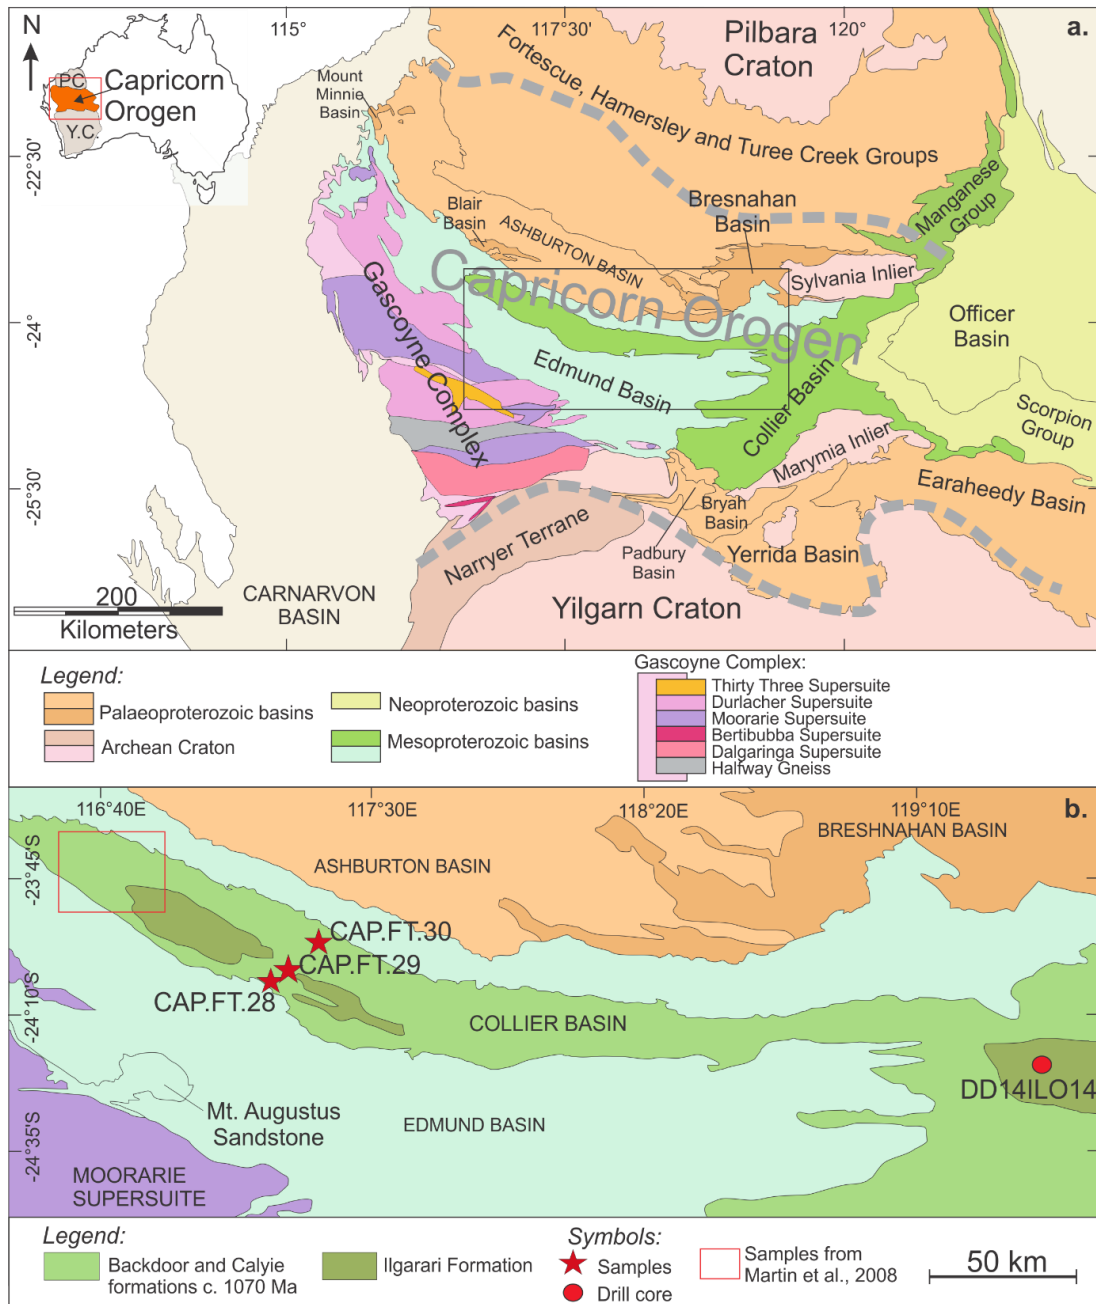 N
115°
117°30'
120°
a.
Pilbara
Craton
PC
Capricorn
Orogen
Y.C.
Mount
Minnie
Basin
Fortescue, Hamersley and Turee Creek Groups
-22°30'
Manganese
Group
Bresnahan
Basin
Blair
Basin
ASHBURTON BASIN
Sylvania Inlier
Capricorn Orogen
Gascoyne Complex
-24°
Officer
Basin
Edmund Basin
Collier Basin
Scorpion
Group
Marymia Inlier
Earaheedy Basin
-25°30'
Bryah
Basin
Narryer Terrane
Padbury
Basin
Yerrida Basin
Yilgarn Craton
CARNARVON
BASIN
200
Kilometers
Legend:
Palaeoproterozoic basins
Archean Craton
Neoproterozoic basins
Mesoproterozoic basins
Gascoyne Complex:
Thirty Three Supersuite
Durlacher Supersuite
Moorarie Supersuite
Bertibubba Supersuite
Dalgaringa Supersuite
Halfway Gneiss
116°40E
117°30E
118°20E
119°10E
b.
BRESHNAHAN BASIN
ASHBURTON BASIN
-23°45'S
CAP.FT.30
CAP.FT.29
CAP.FT.28
-24°10'S
COLLIER BASIN
DD14ILO14
Mt. Augustus
Sandstone
EDMUND BASIN
-24°35'S
MOORARIE
SUPERSUITE
Legend:
Backdoor and Calyie
formations c. 1070 Ma
Ilgarari Formation
Symbols:
Samples
Drill core
Samples from
Martin et al., 2008
50 km